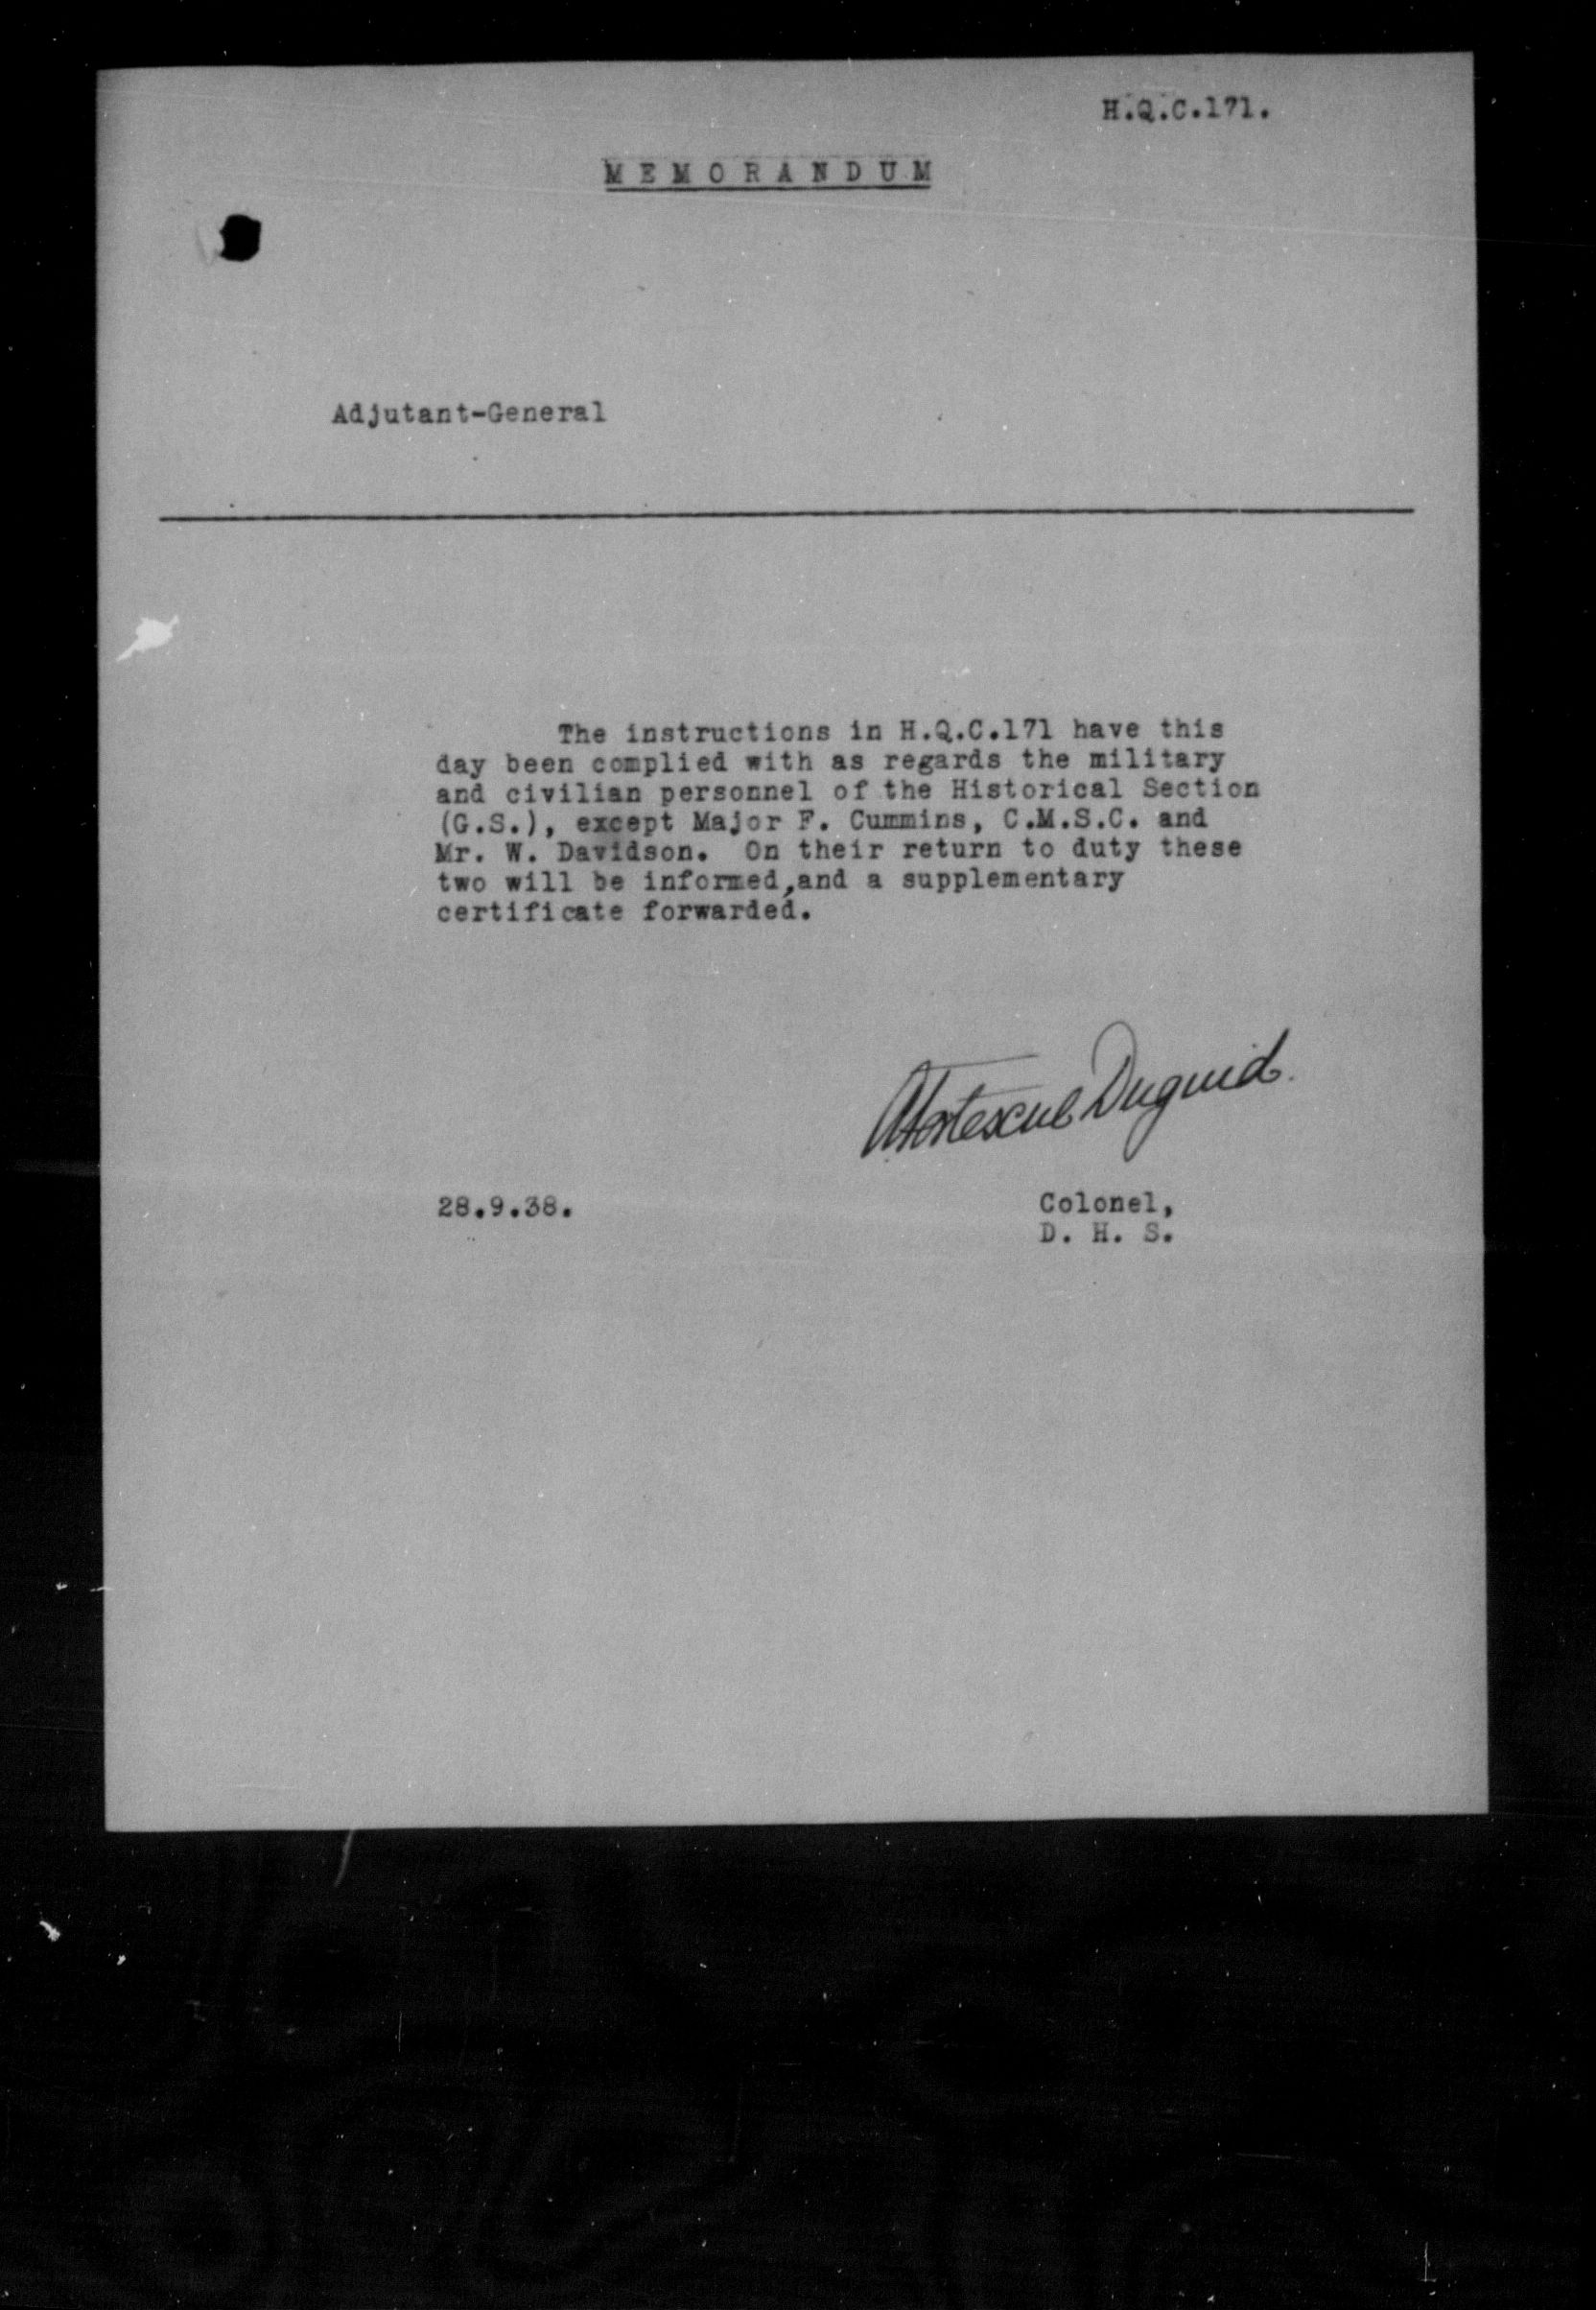 H.Q.C.171.
MEMORANDUM
Adjutant-General
The instructions in H.Q.C.171 have this
day been complied with as regards the military
and civilian personnel of the Historical Section
(G.S.), except Major F. Cummins, C.M.S.C. and
Mr. W. Davidson. On their return to duty these
two will be informed,and a supplementary
certificate forwarded.
AFortescue Duguid.
28.9.38.
Colonel,
D. H. S.